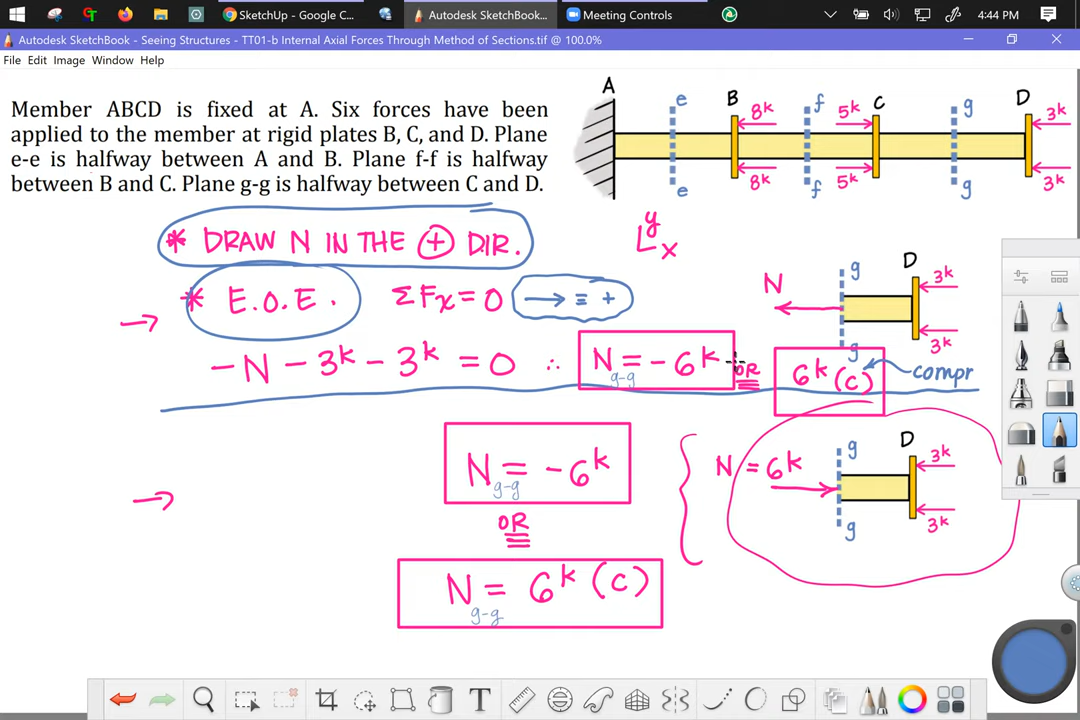 SketchUp - Google C...
Autodesk SketchBook...
Meeting Controls
4:44 PM
Autodesk SketchBook - Seeing Structures - TT01-b Internal Axial Forces Through Method of Sections.tif @ 100.0%
File Edit Image Window Help
Member ABCD is fixed at A. Six forces have been
applied to the member at rigid plates B, C, and D. Plane
e-e is halfway between A and B. Plane f-f is halfway
between B and C. Plane g-g is halfway between C and D.
A
e
B
8k
f
5k
C
g
D
3k
e
8k
f
5k
g
3k
* DRAW N IN THE (+) DIR.
y
x
* E.O.E. ΣFx = 0 → ≡ +
N
g
D
3k
g
3k
-N - 3k - 3k = 0 ∴ N g-g = -6k OR 6k (C) compr
N g-g = -6k
OR
N g-g = 6k (C)
N = 6k
g
D
3k
g
3k
T